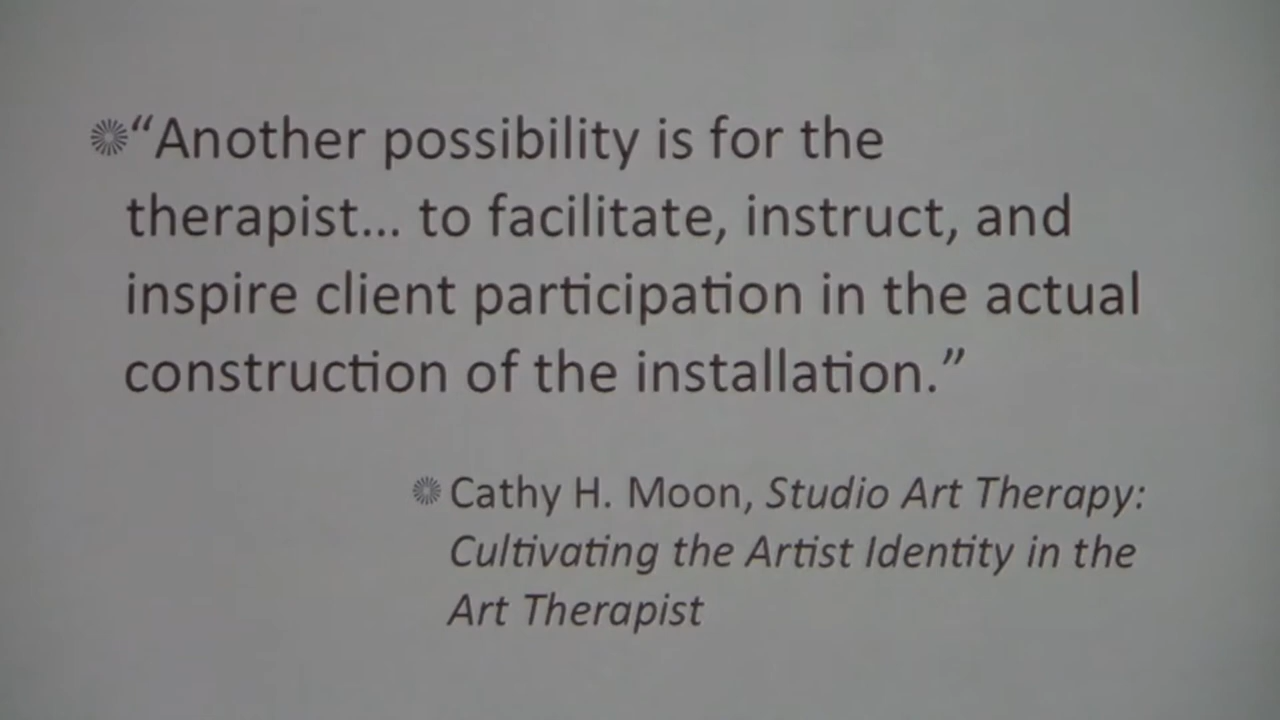 “Another possibility is for the
therapist... to facilitate, instruct, and
inspire client participation in the actual
construction of the installation.”
Cathy H. Moon, Studio Art Therapy:
Cultivating the Artist Identity in the
Art Therapist